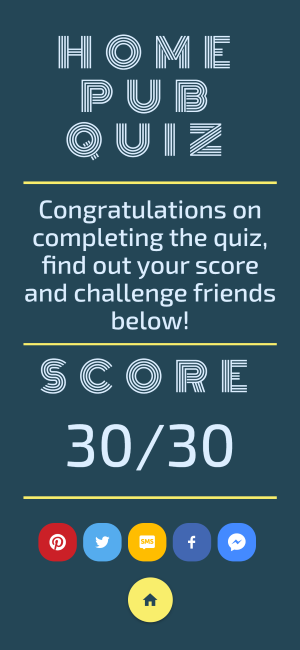 HOME
PUB
QUIZ
Congratulations on
completing the quiz,
find out your score
and challenge friends
below!
SCORE
30/30
SMS